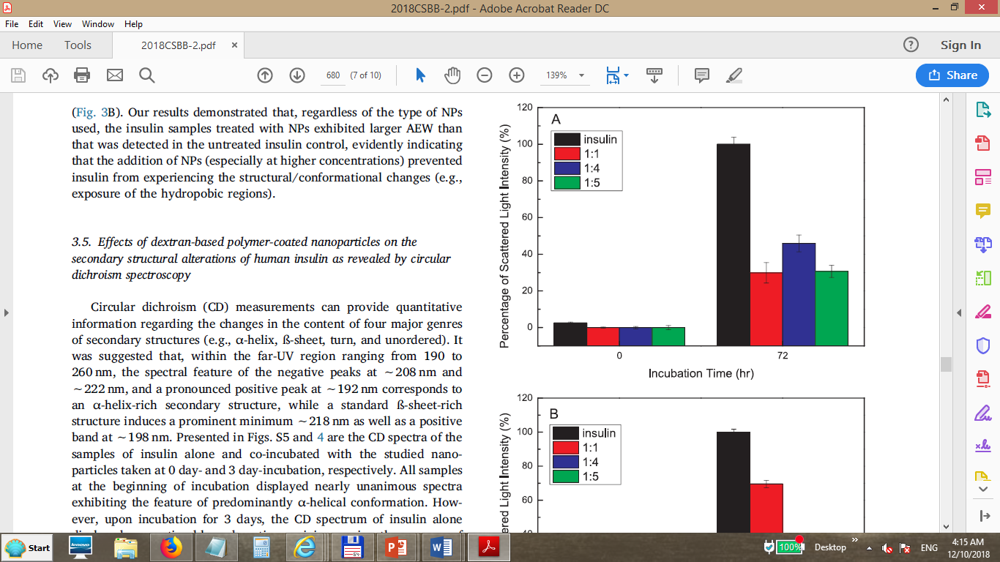 2018CSBB-2.pdf - Adobe Acrobat Reader DC
File Edit View Window Help
Home Tools 2018CSBB-2.pdf × ? Sign In
680 (7 of 10) 139% Share
(Fig. 3B). Our results demonstrated that, regardless of the type of NPs
used, the insulin samples treated with NPs exhibited larger AEW than
that was detected in the untreated insulin control, evidently indicating
that the addition of NPs (especially at higher concentrations) prevented
insulin from experiencing the structural/conformational changes (e.g.,
exposure of the hydropobic regions).
3.5. Effects of dextran-based polymer-coated nanoparticles on the
secondary structural alterations of human insulin as revealed by circular
dichroism spectroscopy
Circular dichroism (CD) measurements can provide quantitative
information regarding the changes in the content of four major genres
of secondary structures (e.g., α-helix, ß-sheet, turn, and unordered). It
was suggested that, within the far-UV region ranging from 190 to
260 nm, the spectral feature of the negative peaks at ~208 nm and
~222 nm, and a pronounced positive peak at ~192 nm corresponds to
an α-helix-rich secondary structure, while a standard ß-sheet-rich
structure induces a prominent minimum ~218 nm as well as a positive
band at ~198 nm. Presented in Figs. S5 and 4 are the CD spectra of the
samples of insulin alone and co-incubated with the studied nano-
particles taken at 0 day- and 3 day-incubation, respectively. All samples
at the beginning of incubation displayed nearly unanimous spectra
exhibiting the feature of predominantly α-helical conformation. How-
ever, upon incubation for 3 days, the CD spectrum of insulin alone
A
insulin
1:1
1:4
1:5
120
100
80
60
40
20
0
Percentage of Scattered Light Intensity (%)
0 72
Incubation Time (hr)
B
insulin
1:1
1:4
1:5
120
100
80
60
40
ered Light Intensity (%)
Start
lenovo
64
100%
Desktop
»
ENG
4:15 AM
12/10/2018